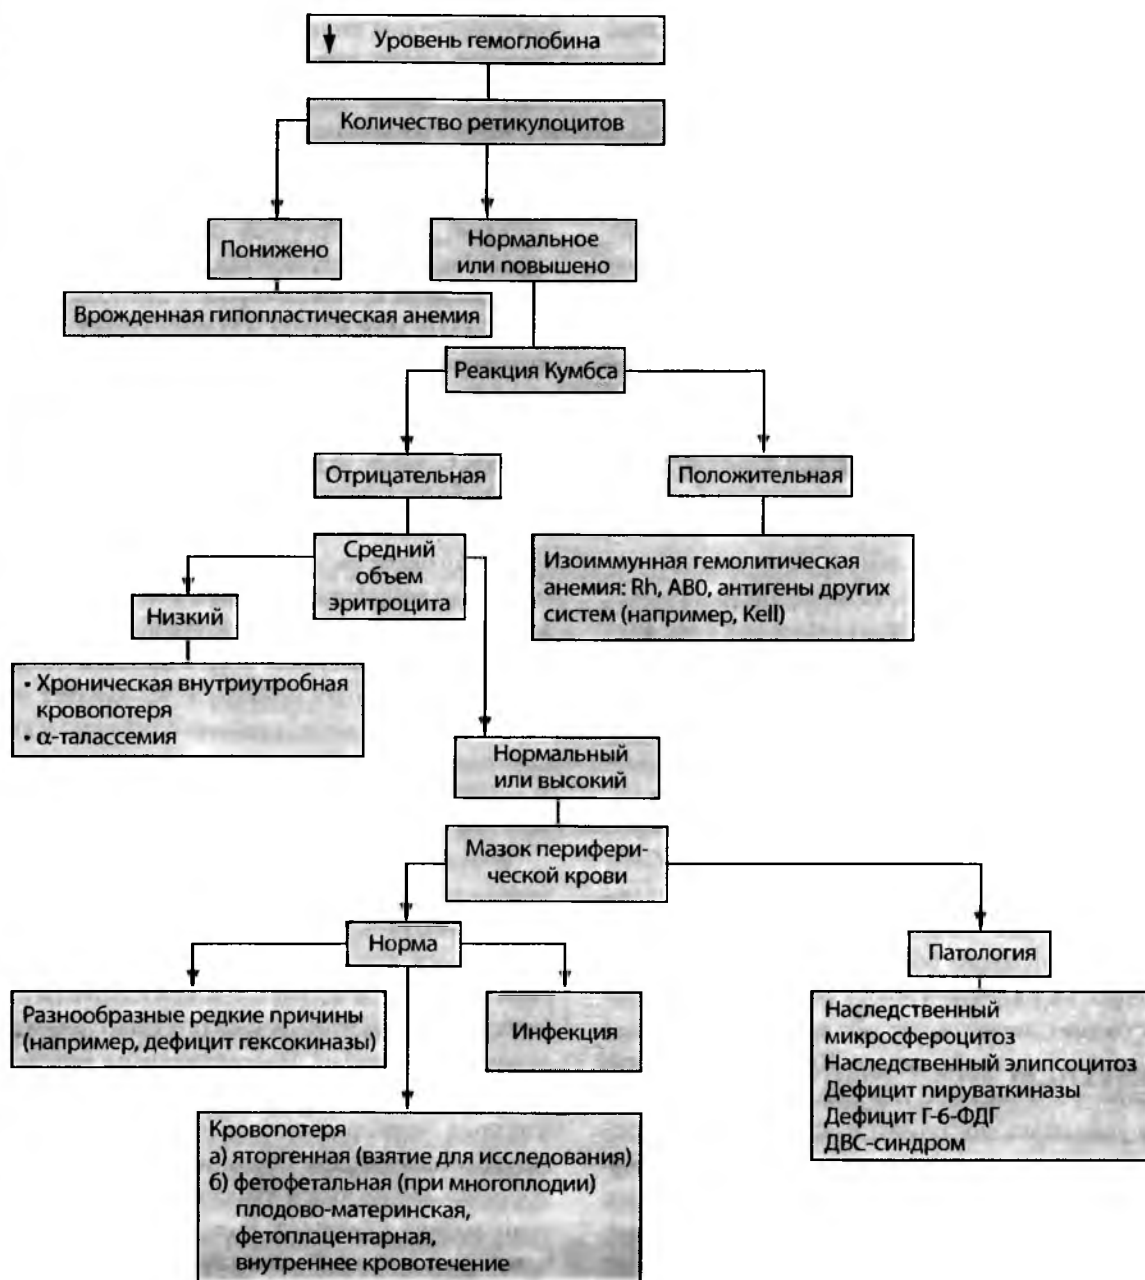 Уровень гемоглобина
Количество ретикулоцитов
Понижено
Нормальное
или повышено
Врожденная гипопластическая анемия
Реакция Кумбса
Отрицательная
Положительная
Средний
объем
эритроцита
Изоиммунная гемолитическая
анемия: Rh, AB0, антигены других
систем (например, Kell)
Низкий
• Хроническая внутриутробная
кровопотеря
• α-талассемия
Нормальный
или высокий
Мазок перифери-
ческой крови
Норма
Патология
Разнообразные редкие причины
(например, дефицит гексокиназы)
Инфекция
Наследственный
микросфероцитоз
Наследственный элипсоцитоз
Дефицит пируваткиназы
Дефицит Г-6-ФДГ
ДВС-синдром
Кровопотеря
а) яторгенная (взятие для исследования)
б) фетофетальная (при многоплодии)
плодово-материнская,
фетоплацентарная,
внутреннее кровотечение